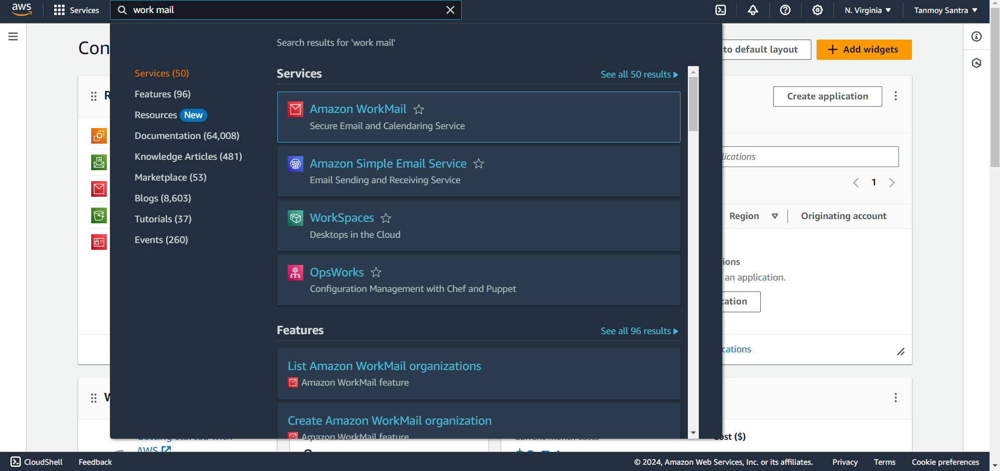 aws
Services
work mail
N. Virginia
Tanmoy Santra
Con
to default layout
Add widgets
Search results for 'work mail'
Services (50)
Features (96)
Resources New
Documentation (64,008)
Knowledge Articles (481)
Marketplace (53)
Blogs (8,603)
Tutorials (37)
Events (260)
Services
See all 50 results
Amazon WorkMail
Secure Email and Calendaring Service
Amazon Simple Email Service
Email Sending and Receiving Service
WorkSpaces
Desktops in the Cloud
OpsWorks
Configuration Management with Chef and Puppet
Features
See all 96 results
List Amazon WorkMail organizations
Amazon WorkMail feature
Create Amazon WorkMail organization
Amazon WorkMail feature
R
Create application
lications
1
Region
Originating account
ions
an application.
cation
cations
W
Getting started with
AWS
Current month costs
ost ($)
CloudShell
Feedback
© 2024, Amazon Web Services, Inc. or its affiliates.
Privacy
Terms
Cookie preferences